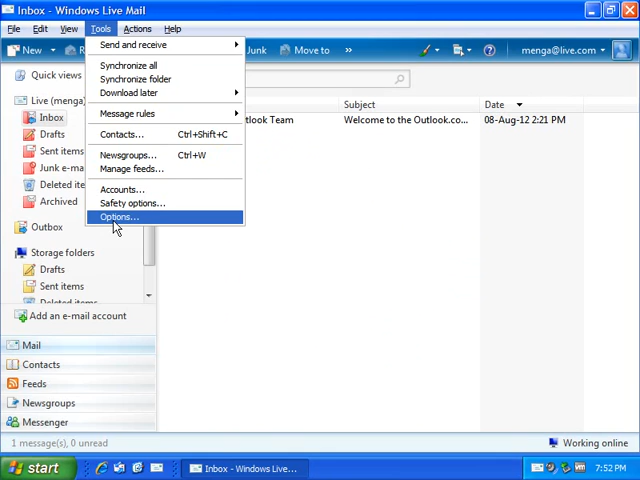 Inbox - Windows Live Mail
File Edit View Tools Actions Help
New Junk Move to » menga@live.com
Send and receive
Synchronize all
Synchronize folder
Download later
Message rules
Contacts... Ctrl+Shift+C
Newsgroups... Ctrl+W
Manage feeds...
Accounts...
Safety options...
Options...
Quick views
Live (menga)
Inbox
Drafts
Sent items
Junk e-ma
Deleted ite
Archived
Outbox
Storage folders
Drafts
Sent items
Deleted items
Add an e-mail account
Mail
Contacts
Feeds
Newsgroups
Messenger
Subject Date
tlook Team Welcome to the Outlook.co... 08-Aug-12 2:21 PM
1 message(s), 0 unread Working online
start Inbox - Windows Live... 7:52 PM